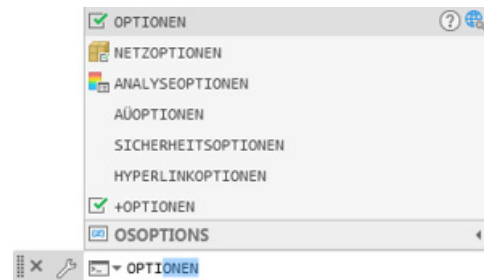 OPTIONEN
NETZOPTIONEN
ANALYSEOPTIONEN
AÜOPTIONEN
SICHERHEITSOPTIONEN
HYPERLINKOPTIONEN
+OPTIONEN
OSOPTIONS
OPTIONEN